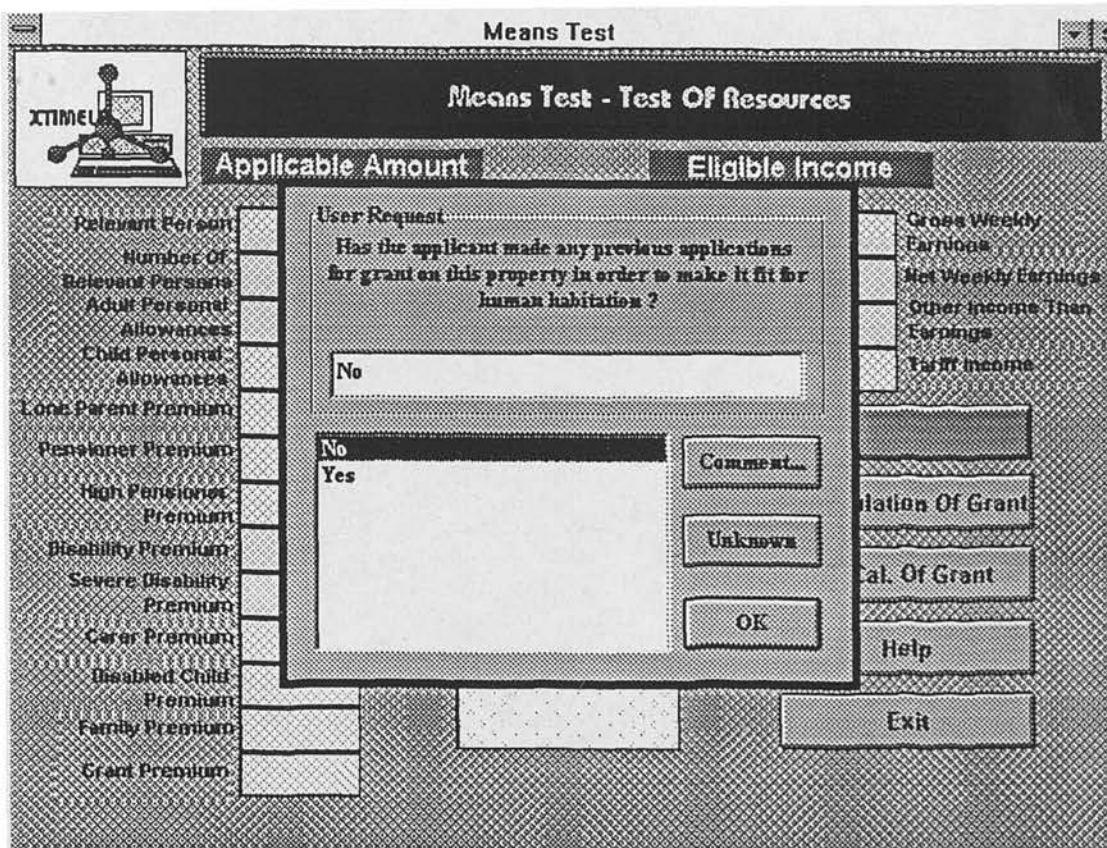 Means Test
XTIMEL
Means Test - Test Of Resources
Applicable Amount
Eligible Income
Relevant Person
Number Of
Relevant Persons
Adult Personal
Allowances
Child Personal
Allowances
Lone Parent Premium
Pensioner Premium
High Pensioner
Premium
Disability Premium
Severe Disability
Premium
Carer Premium
Disabled Child
Premium
Family Premium
Grant Premium
User Request
Has the applicant made any previous applications
for grant on this property in order to make it fit for
human habitation ?
No
No
Yes
Comment...
Unknown
OK
Gross Weekly
Earnings
Net Weekly Earnings
Other Income Than
Earnings
Tariff Income
lation Of Grant
Cal. Of Grant
Help
Exit